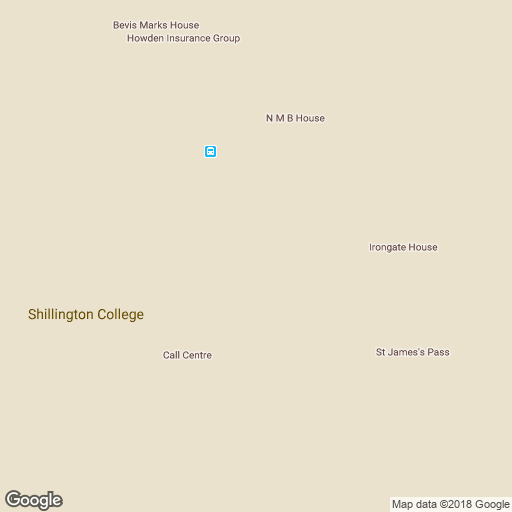 Bevis Marks House
Howden Insurance Group
N M B House
Irongate House
Shillington College
Call Centre
St James's Pass
Google
Map data ©2018 Google